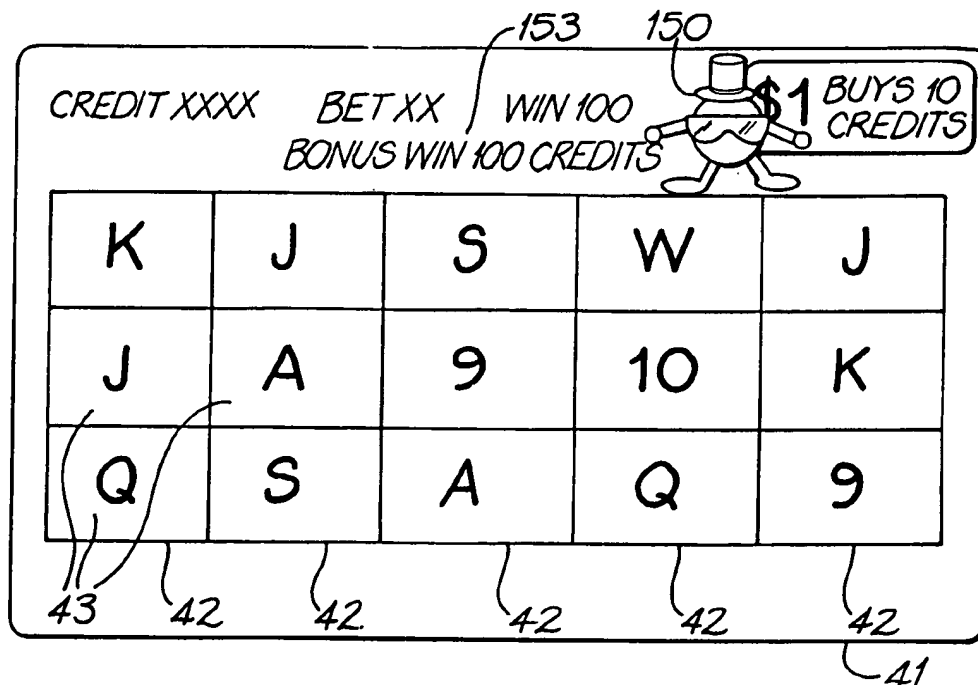 153 150
CREDIT XXXX BET XX WIN 100 $1 BUYS 10
BONUS WIN 100 CREDITS CREDITS
K J S W J
J A 9 10 K
Q S A Q 9
43 42 42 42 42 42
41